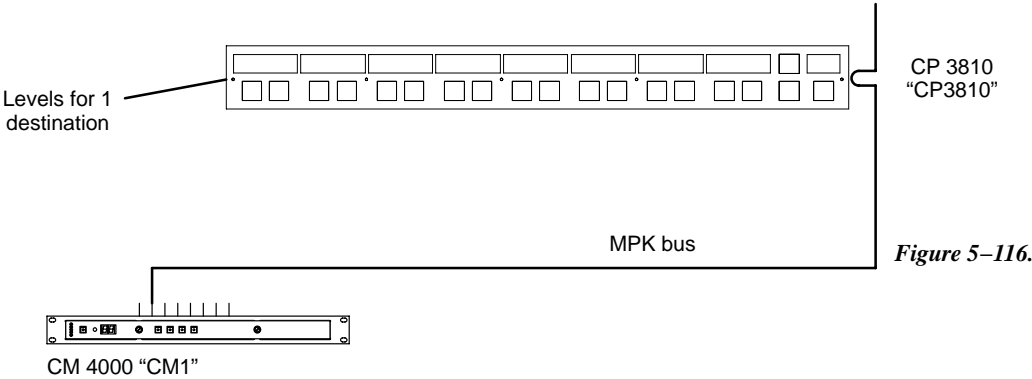 CP 3810
“CP3810”
Levels for 1
destination
MPK bus
Figure 5–116.
CM 4000 “CM1”